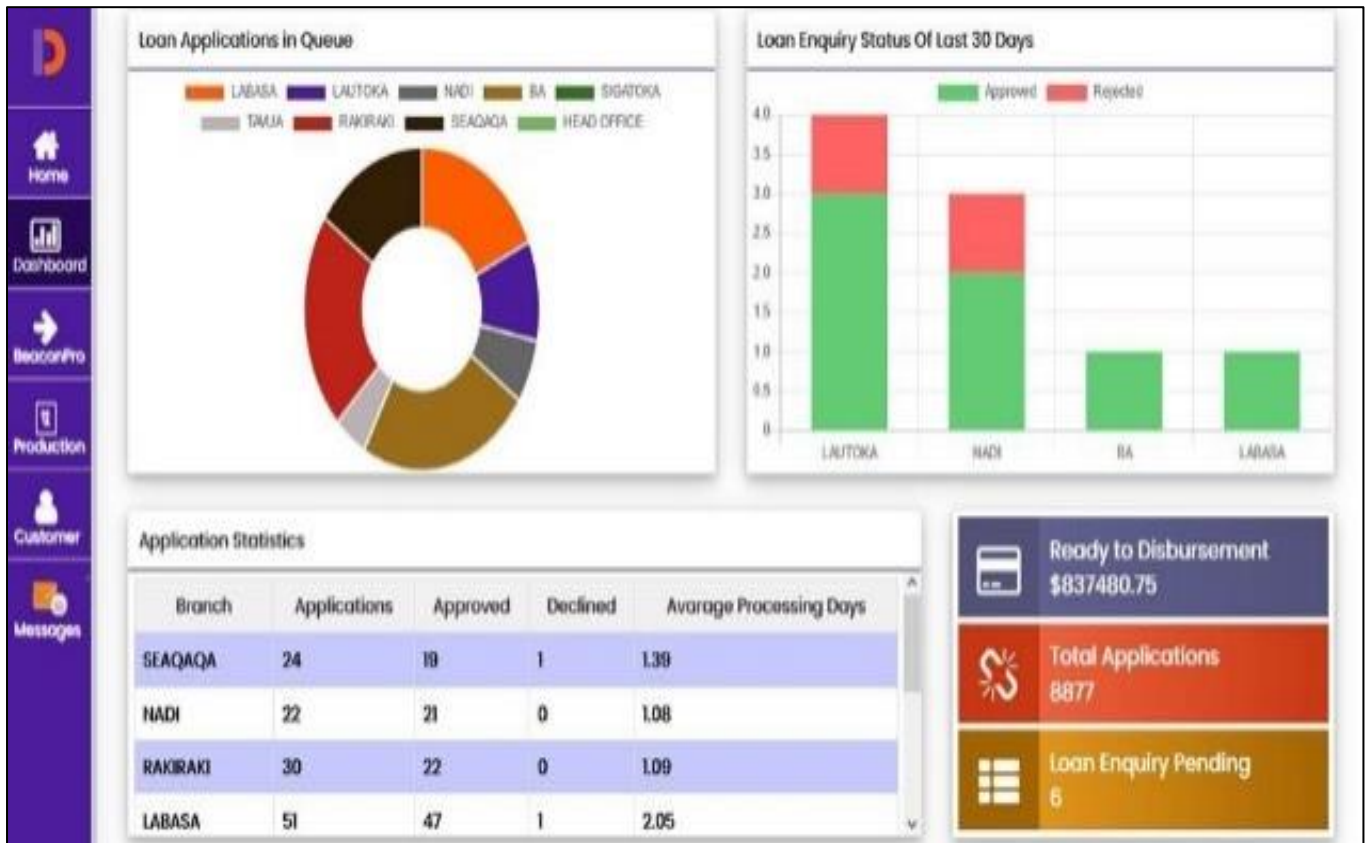 Home
Dashboard
BeaconPro
Production
Customer
Messages
Loan Applications in Queue
LABASA LAUTOKA NADI BA SIGATOKA
RAKIRAKI SEAQAQA HEAD OFFICE
Loan Enquiry Status Of Last 30 Days
Approved Rejected
4.0
3.5
3.0
2.5
2.0
1.5
1.0
0.5
0
LAUTOKA NADI BA LABASA
Application Statistics
Branch Applications Approved Declined Avarage Processing Days
SEAQAQA 24 19 1 1.39
NADI 22 21 0 1.08
RAKIRAKI 30 22 0 1.09
LABASA 51 47 1 2.05
Ready to Disbursement
$837480.75
Total Applications
8877
Loan Enquiry Pending
6